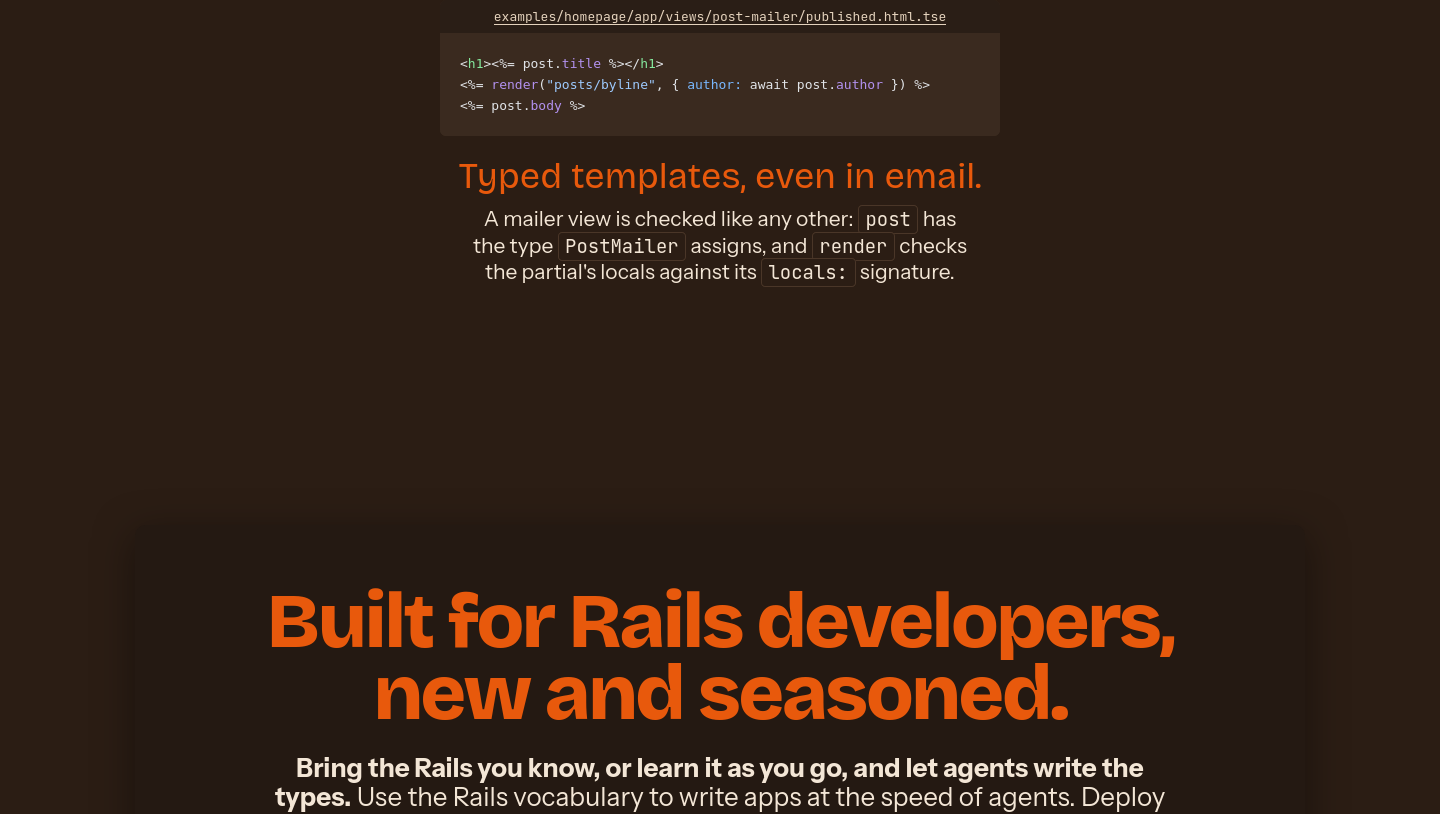 examples/homepage/app/views/post-mailer/published.html.tse
<h1><%= post.title %></h1>
<%= render("posts/byline", { author: await post.author }) %>
<%= post.body %>
Typed templates, even in email.
A mailer view is checked like any other: post has
the type PostMailer assigns, and render checks
the partial's locals against its locals: signature.
Built for Rails developers,
new and seasoned.
Bring the Rails you know, or learn it as you go, and let agents write the
types. Use the Rails vocabulary to write apps at the speed of agents. Deploy